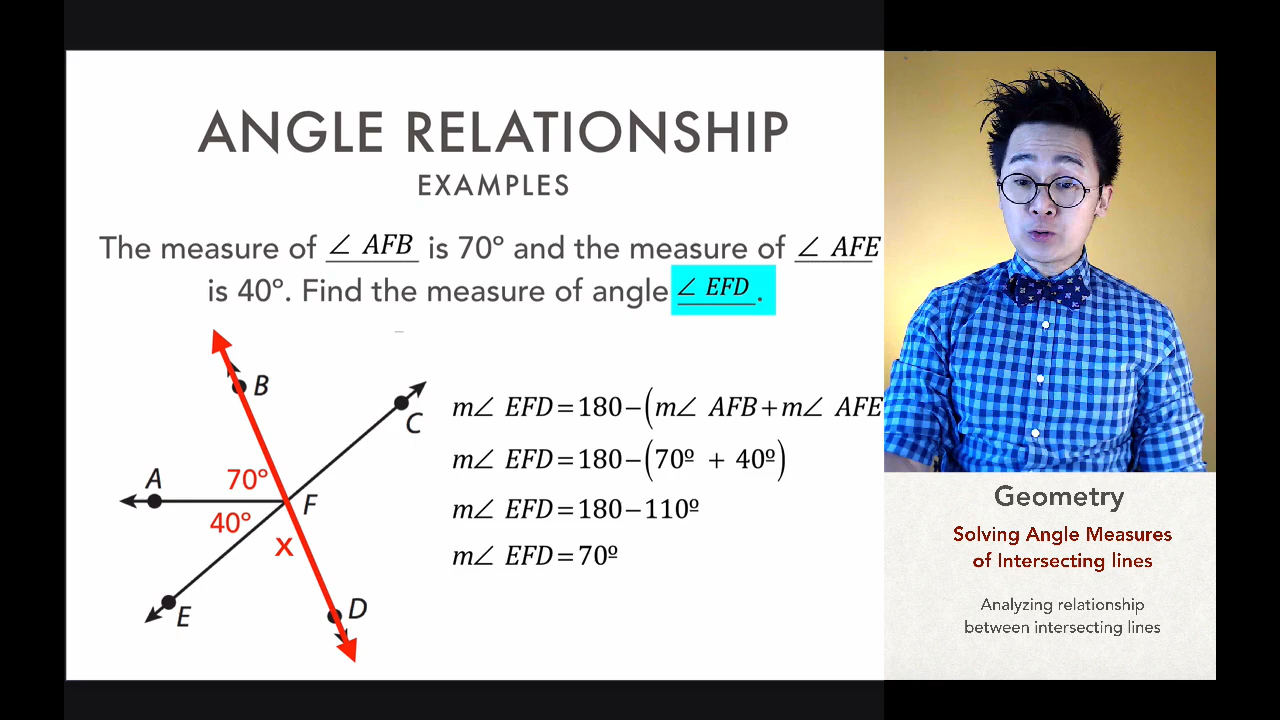 ANGLE RELATIONSHIP
EXAMPLES
The measure of ∠ AFB is 70º and the measure of ∠ AFE
is 40º. Find the measure of angle ∠ EFD.
B
C
A
70°
F
40°
x
E
D
m∠ EFD=180−(m∠ AFB+m∠ AFE
m∠ EFD=180−(70º + 40º)
m∠ EFD=180−110º
m∠ EFD=70º
Geometry
Solving Angle Measures
of Intersecting lines
Analyzing relationship
between intersecting lines